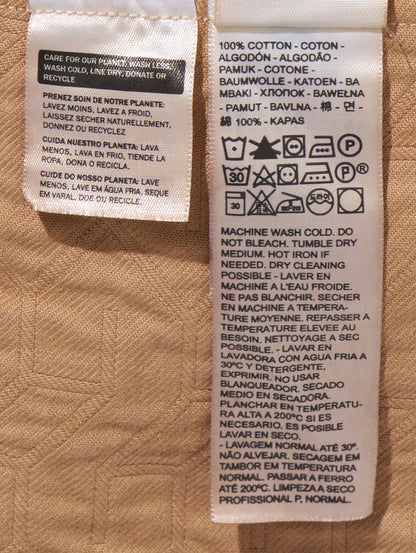 CARE FOR OUR PLANET: WASH LESS,
WASH COLD, LINE DRY, DONATE OR
RECYCLE
PRENEZ SOIN DE NOTRE PLANETE:
LAVEZ MOINS, LAVEZ A FROID,
LAISSEZ SECHER NATURELLEMENT,
DONNEZ OU RECYCLEZ
CUIDA NUESTRO PLANETA: LAVA
MENOS, LAVA EN FRIO, TIENDE LA
ROPA, DONA O RECICLA.
CUIDE DO NOSSO PLANETA: LAVE
MENOS, LAVE EM ÁGUA FRIA, SEQUE
EM VARAL, DOE OU RECICLE.
100% COTTON - COTON -
ALGODÓN - ALGODÃO -
PAMUK - COTONE -
BAUMWOLLE - KATOEN - BA
MBAKI - ХЛОПОК - BAWEŁNA
- PAMUT - BAVLNA - 棉 - 면 -
綿 100% - KAPAS
P
30
P
30
MACHINE WASH COLD. DO
NOT BLEACH. TUMBLE DRY
MEDIUM. HOT IRON IF
NEEDED. DRY CLEANING
POSSIBLE - LAVER EN
MACHINE A L'EAU FROIDE.
NE PAS BLANCHIR. SECHER
EN MACHINE A TEMPERA-
TURE MOYENNE. REPASSER A
TEMPERATURE ELEVEE AU
BESOIN. NETTOYAGE A SEC
POSSIBLE. - LAVAR EN
LAVADORA CON AGUA FRIA A
30ºC Y DETERGENTE,
EXPRIMIR. NO USAR
BLANQUEADOR. SECADO
MEDIO EN SECADORA.
PLANCHAR EN TEMPERATU-
RA ALTA A 200ºC SI ES
NECESARIO. ES POSIBLE
LAVAR EN SECO.
- LAVAGEM NORMAL ATÉ 30º.
NÃO ALVEJAR. SECAGEM EM
TAMBOR EM TEMPERATURA
NORMAL. PASSAR A FERRO
ATÉ 200ºC. LIMPEZA A SECO
PROFISSIONAL P, NORMAL.